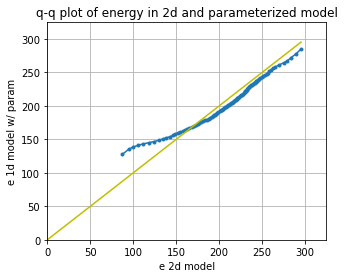 q-q plot of energy in 2d and parameterized model
300
250
200
150
100
50
0
e 1d model w/ param
0 50 100 150 200 250 300
e 2d model